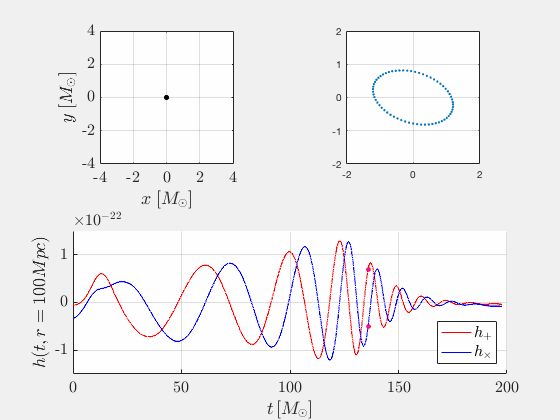 4
2
0
-2
-4
y [M⊙]
-4 -2 0 2 4
x [M⊙]
2
1
0
-1
-2
-2 0 2
×10⁻²²
1
0
-1
h(t, r = 100Mpc)
h₊
h×
0 50 100 150 200
t [M⊙]